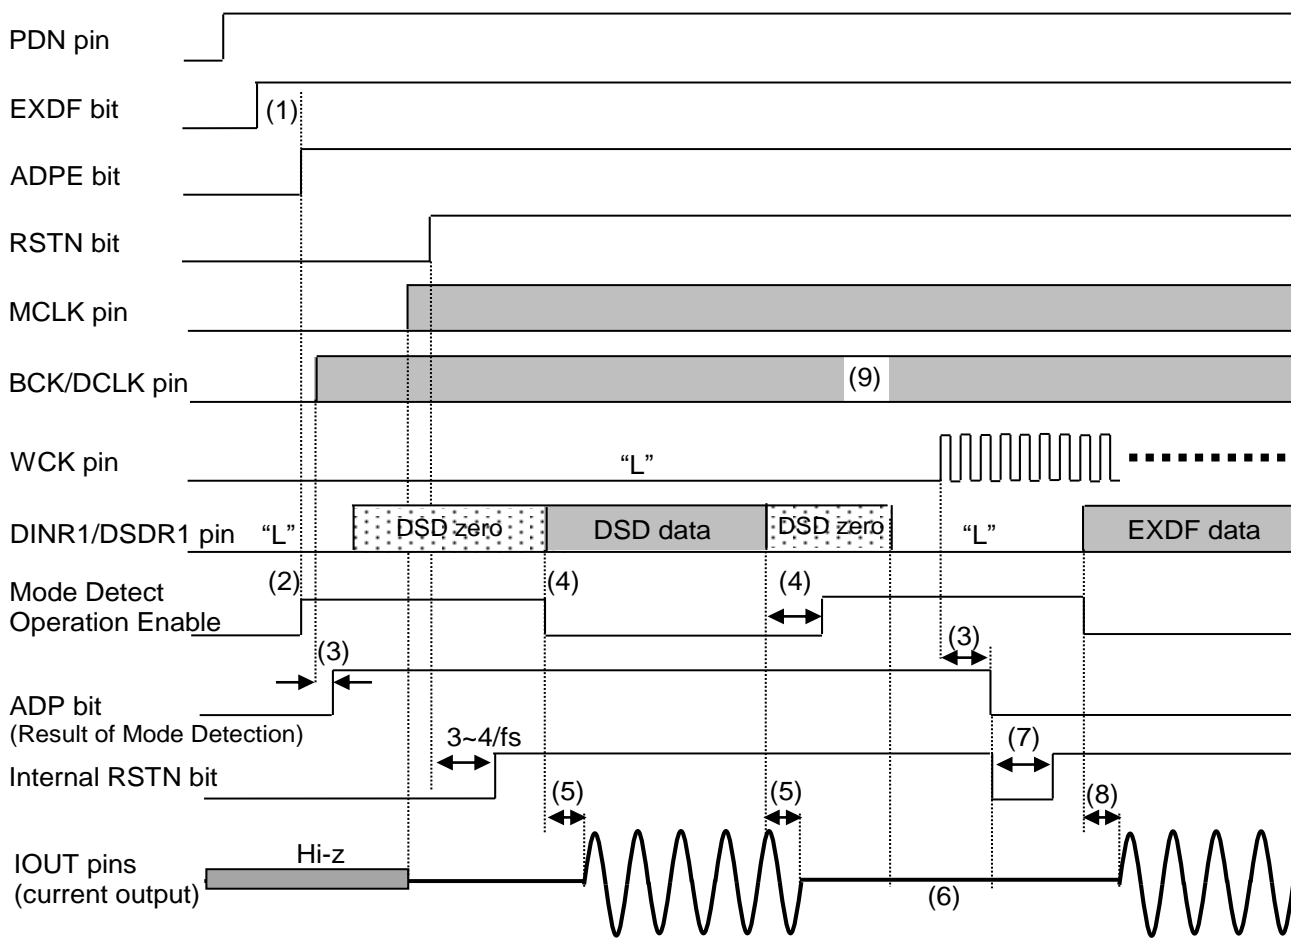 PDN pin
EXDF bit
(1)
ADPE bit
RSTN bit
MCLK pin
BCK/DCLK pin
(9)
WCK pin
“L”
DINR1/DSDR1 pin
“L”
DSD zero
DSD data
DSD zero
“L”
EXDF data
Mode Detect
Operation Enable
(2)
(4)
(4)
(3)
(3)
ADP bit
(Result of Mode Detection)
3~4/fs
(7)
Internal RSTN bit
(5)
(5)
(8)
IOUT pins
(current output)
Hi-z
(6)